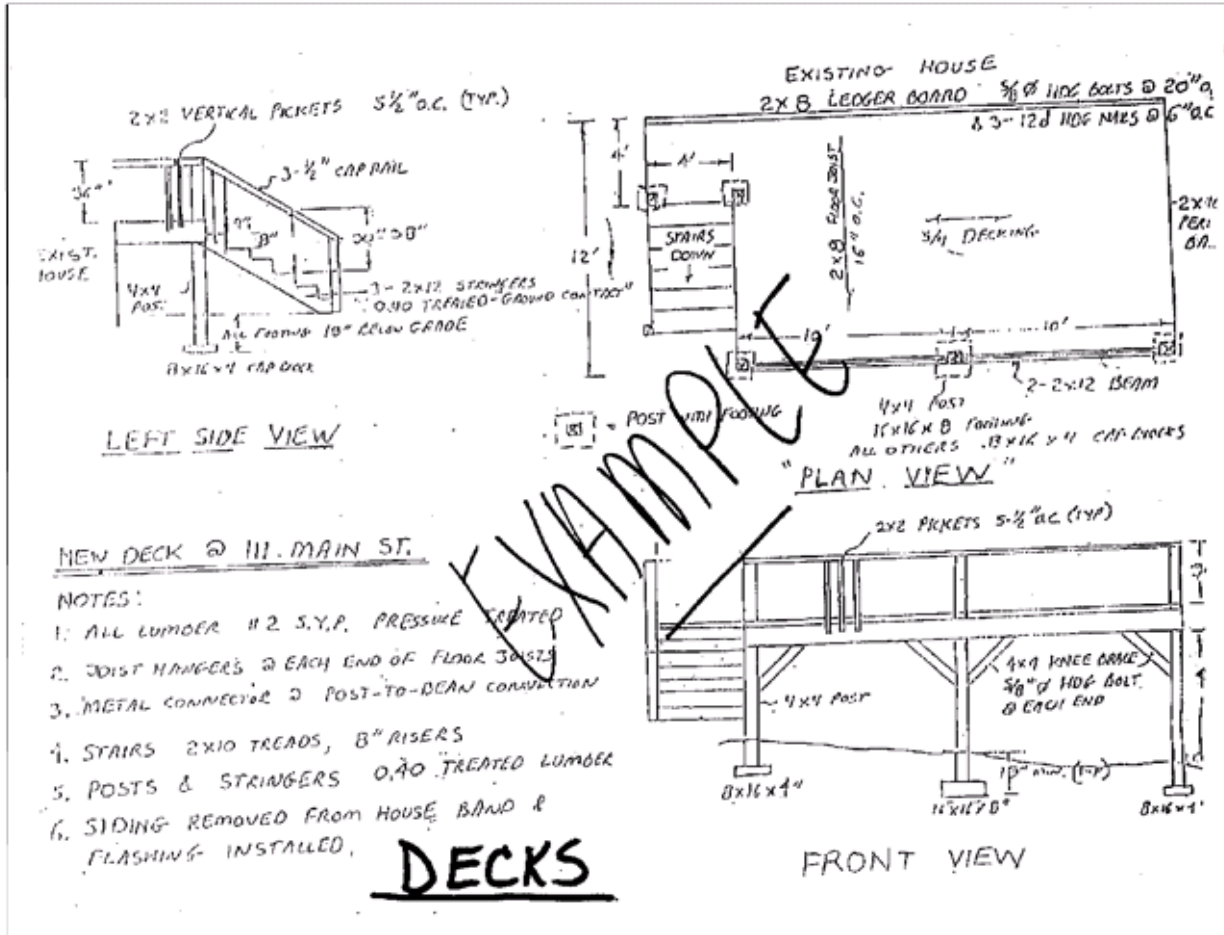 2x2 VERTICAL PICKETS 5½" O.C. (TYP.)
3-½" CAP RAIL
36"
8"
EXIST.
HOUSE
4x4
POST
3-2x12 STRINGERS
0.40 TREATED-GROUND CONTACT
ALL FOOTING BELOW GRADE
8x16x4 CAP BLOCK
LEFT SIDE VIEW
EXISTING HOUSE
2x8 LEDGER BOARD 5/8 Ø HDG BOLTS @ 20" O.
& 3-12d HDG NAILS @ 6" O.C
4'
4'
12'
STAIRS
DOWN
2x8 FLOOR JOIST
16" O.C.
5/4 DECKING
10'
10'
2-2x12 BEAM
= POST FOOTING
4x4 POST
16x16x8 FOOTING
ALL OTHERS 8x16x4 CAP BLOCKS
"PLAN VIEW"
EXAMPLE
NEW DECK @ 111 MAIN ST.
NOTES:
1. ALL LUMBER #2 S.Y.P. PRESSURE TREATED
2. JOIST HANGERS @ EACH END OF FLOOR JOISTS
3. METAL CONNECTOR @ POST-TO-BEAM CONNECTION
4. STAIRS 2x10 TREADS, 8" RISERS
5. POSTS & STRINGERS 0.40 TREATED LUMBER
6. SIDING REMOVED FROM HOUSE BAND &
FLASHING INSTALLED.
DECKS
2x2 PICKETS 5-½" O.C. (TYP)
4x4 KNEE BRACE
5/8" Ø HDG BOLT
@ EACH END
4x4 POST
8x16x4"
18" MIN. (TYP)
16"x16"x8"
8x16x4"
FRONT VIEW